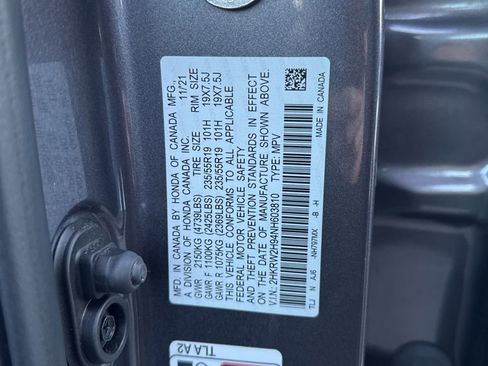 MFD. IN CANADA BY HONDA OF CANADA MFG.,
A DIVISION OF HONDA CANADA INC. 11/21
TIRE SIZE RIM SIZE
GVWR 2150KG (4739LBS)
GAWR F 1100KG (2425LBS) 235/55R19 101H 19X7.5J
GAWR R 1075KG (2369LBS) 235/55R19 101H 19X7.5J
THIS VEHICLE CONFORMS TO ALL APPLICABLE
FEDERAL MOTOR VEHICLE SAFETY
AND THEFT PREVENTION STANDARDS IN EFFECT
ON THE DATE OF MANUFACTURE SHOWN ABOVE.
V.I.N.: 2HKRW2H94NH603810 TYPE: MPV
TLJ N AJ6 -NH797MX -B -H
MADE IN CANADA
TLA A2